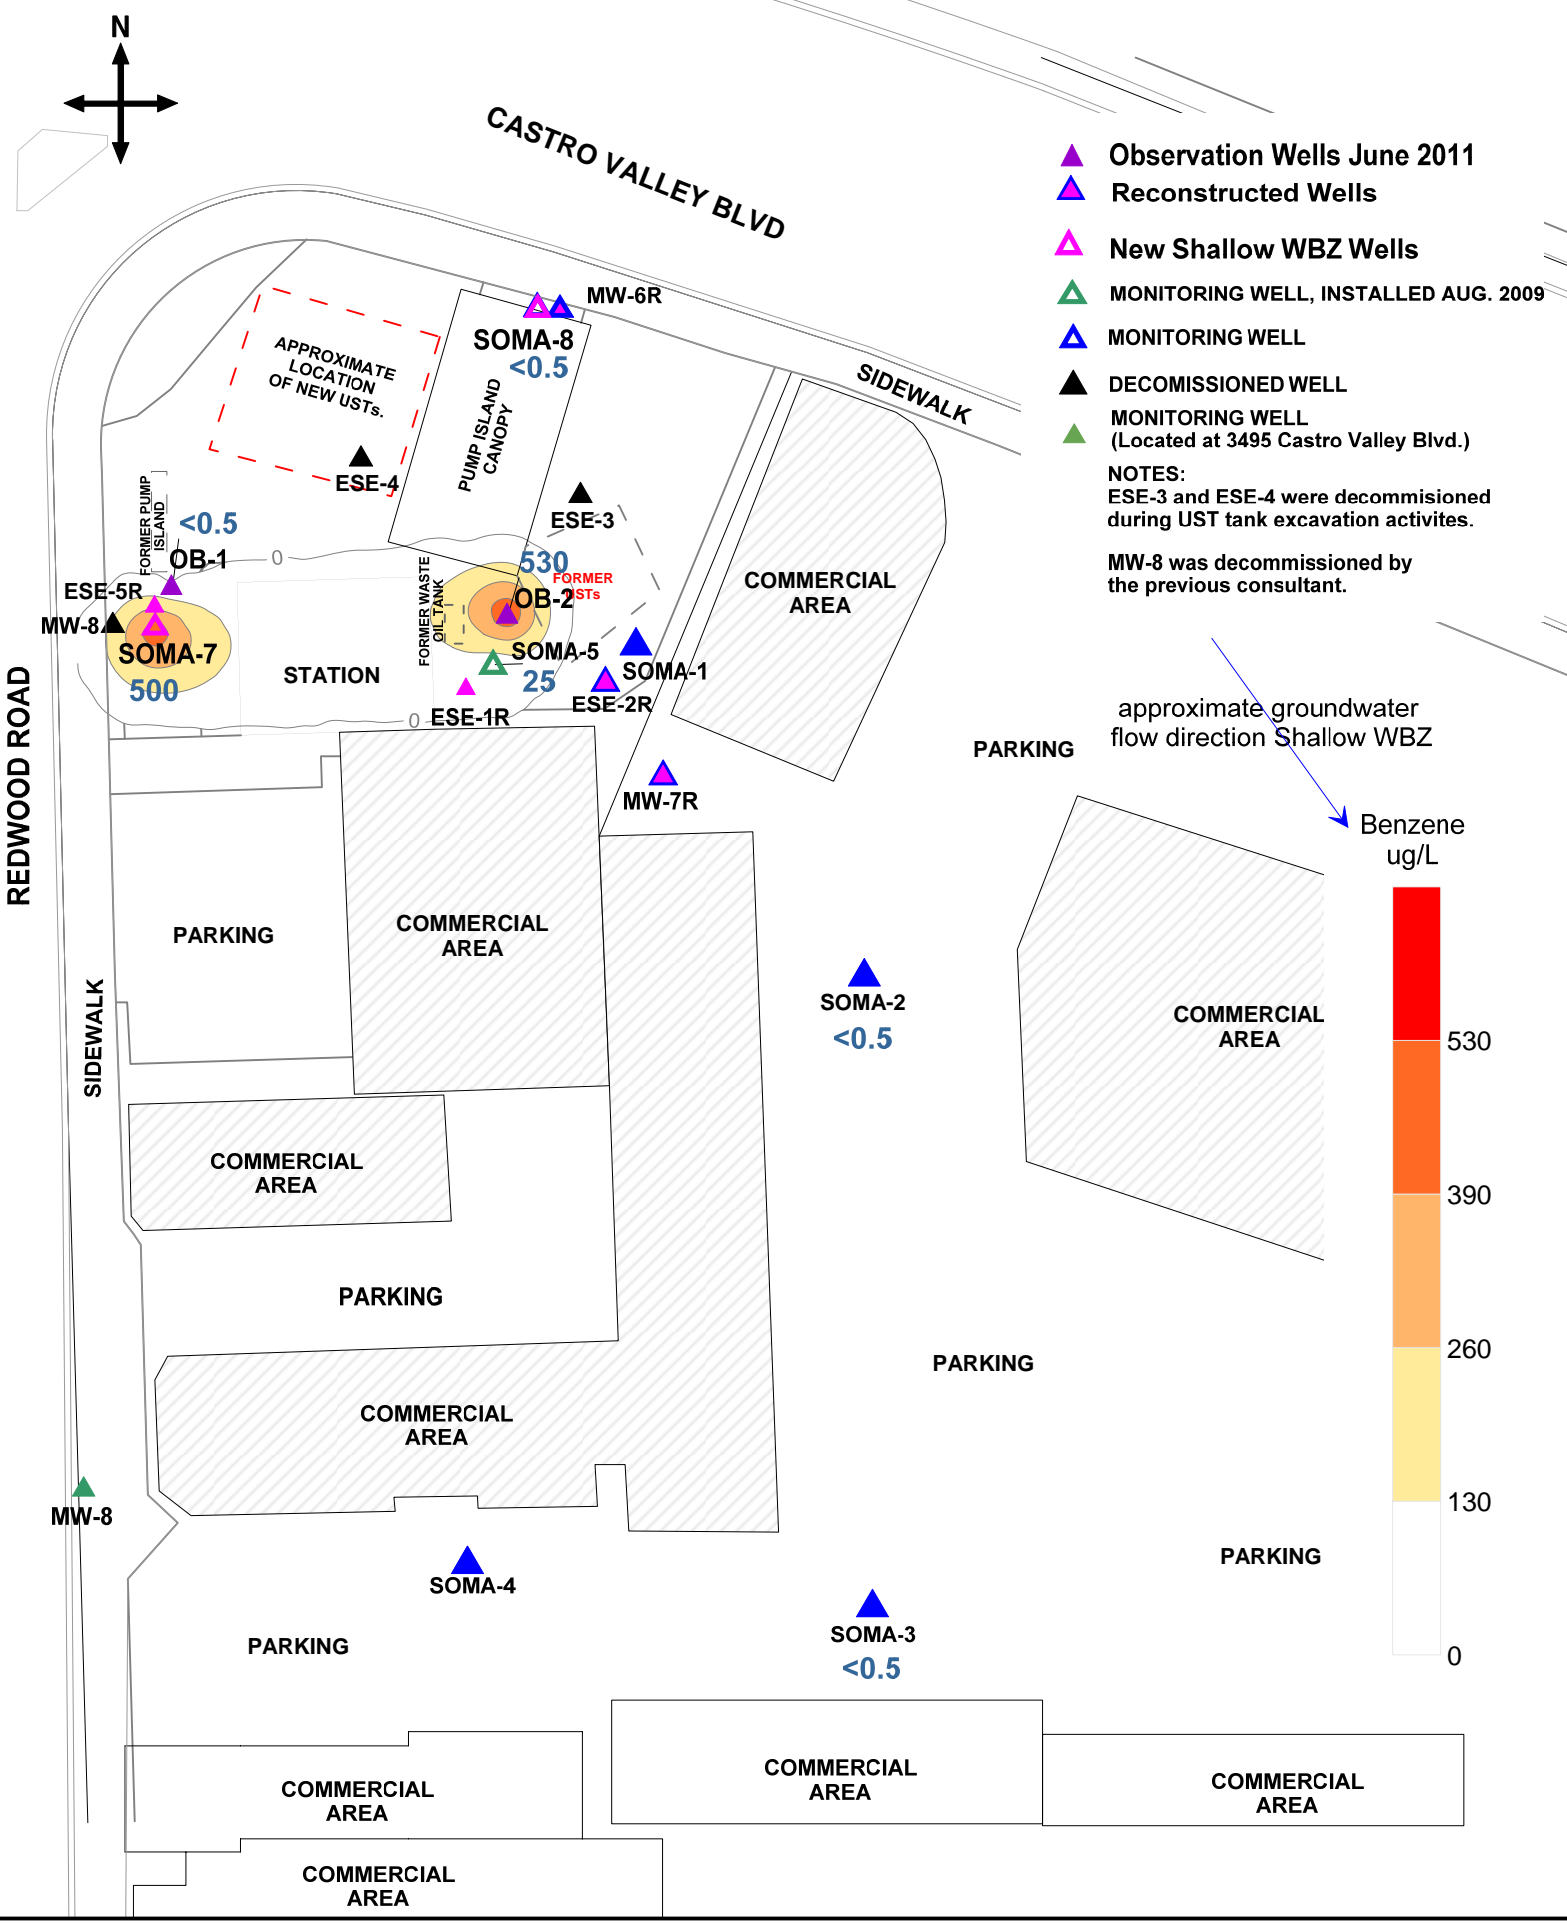 N
CASTRO VALLEY BLVD
Observation Wells June 2011
Reconstructed Wells
New Shallow WBZ Wells
MONITORING WELL, INSTALLED AUG. 2009
MONITORING WELL
DECOMISSIONED WELL
MONITORING WELL
(Located at 3495 Castro Valley Blvd.)
NOTES:
ESE-3 and ESE-4 were decommisioned
during UST tank excavation activites.
MW-8 was decommissioned by
the previous consultant.
MW-6R
SOMA-8
<0.5
APPROXIMATE
LOCATION
OF NEW USTs.
PUMP ISLAND
CANOPY
SIDEWALK
ESE-4
ESE-3
FORMER PUMP
ISLAND
<0.5
OB-1
0
530
FORMER
USTs
OB-2
FORMER WASTE
OIL TANK
COMMERCIAL
AREA
ESE-5R
MW-8
SOMA-7
500
STATION
SOMA-5
25
SOMA-1
ESE-2R
ESE-1R
0
REDWOOD ROAD
approximate groundwater
flow direction Shallow WBZ
PARKING
MW-7R
Benzene
ug/L
530
390
260
130
0
PARKING
COMMERCIAL
AREA
SOMA-2
<0.5
COMMERCIAL
AREA
SIDEWALK
COMMERCIAL
AREA
PARKING
PARKING
COMMERCIAL
AREA
MW-8
SOMA-4
PARKING
SOMA-3
<0.5
PARKING
COMMERCIAL
AREA
COMMERCIAL
AREA
COMMERCIAL
AREA
COMMERCIAL
AREA